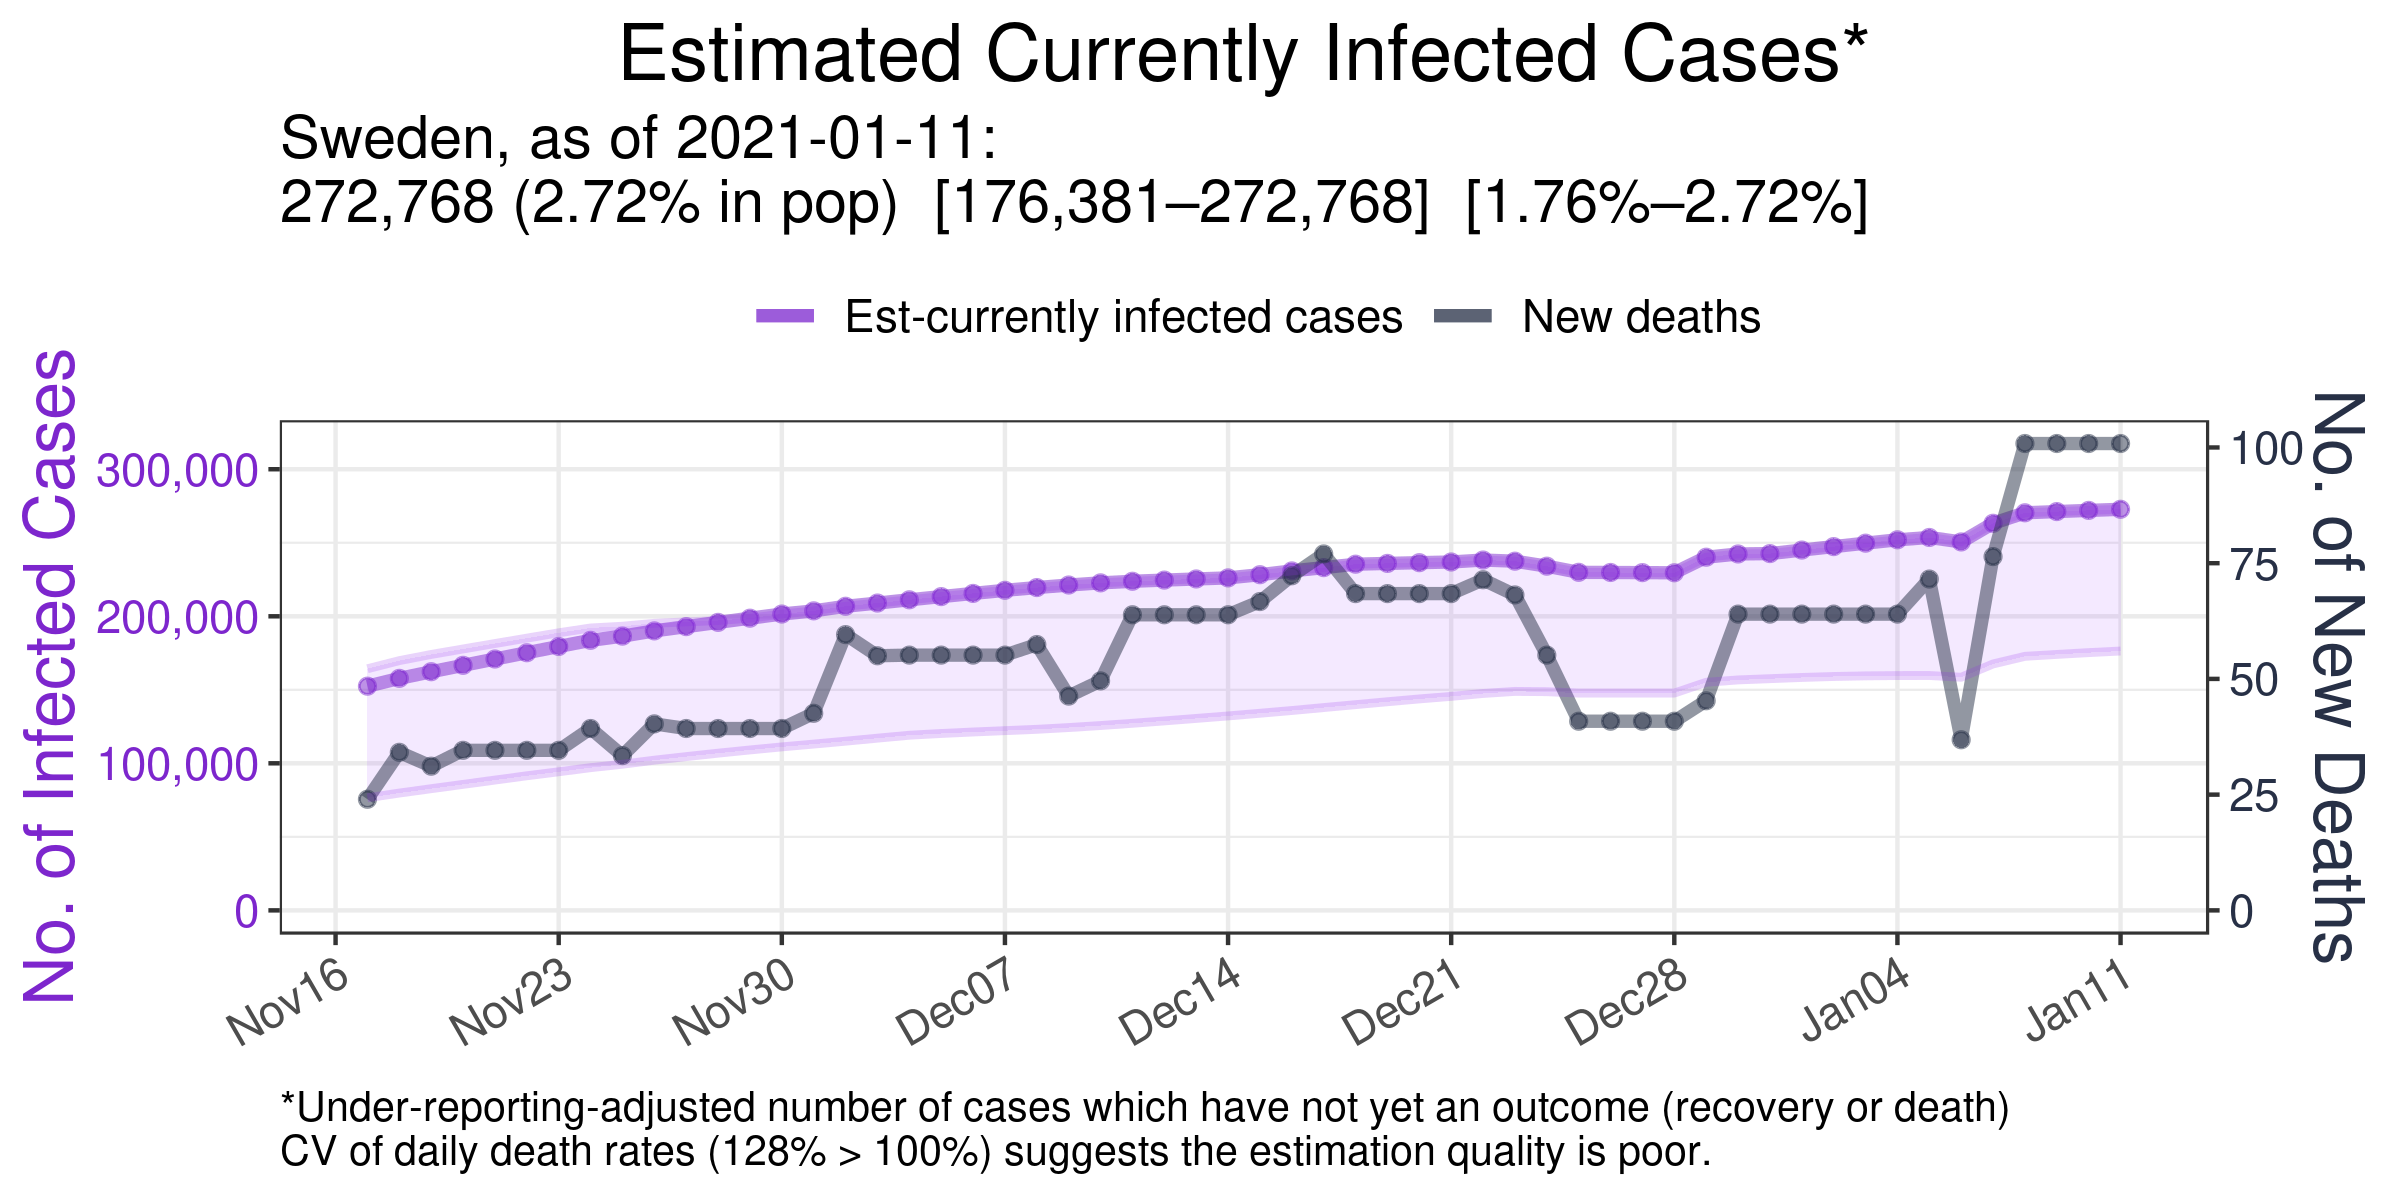 Estimated Currently Infected Cases*
Sweden, as of 2021-01-11:
272,768 (2.72% in pop) [176,381–272,768] [1.76%–2.72%]
Est-currently infected cases
New deaths
No. of Infected Cases
300,000
200,000
100,000
0
100
75
50
25
0
No. of New Deaths
Nov16
Nov23
Nov30
Dec07
Dec14
Dec21
Dec28
Jan04
Jan11
*Under-reporting-adjusted number of cases which have not yet an outcome (recovery or death)
CV of daily death rates (128% > 100%) suggests the estimation quality is poor.